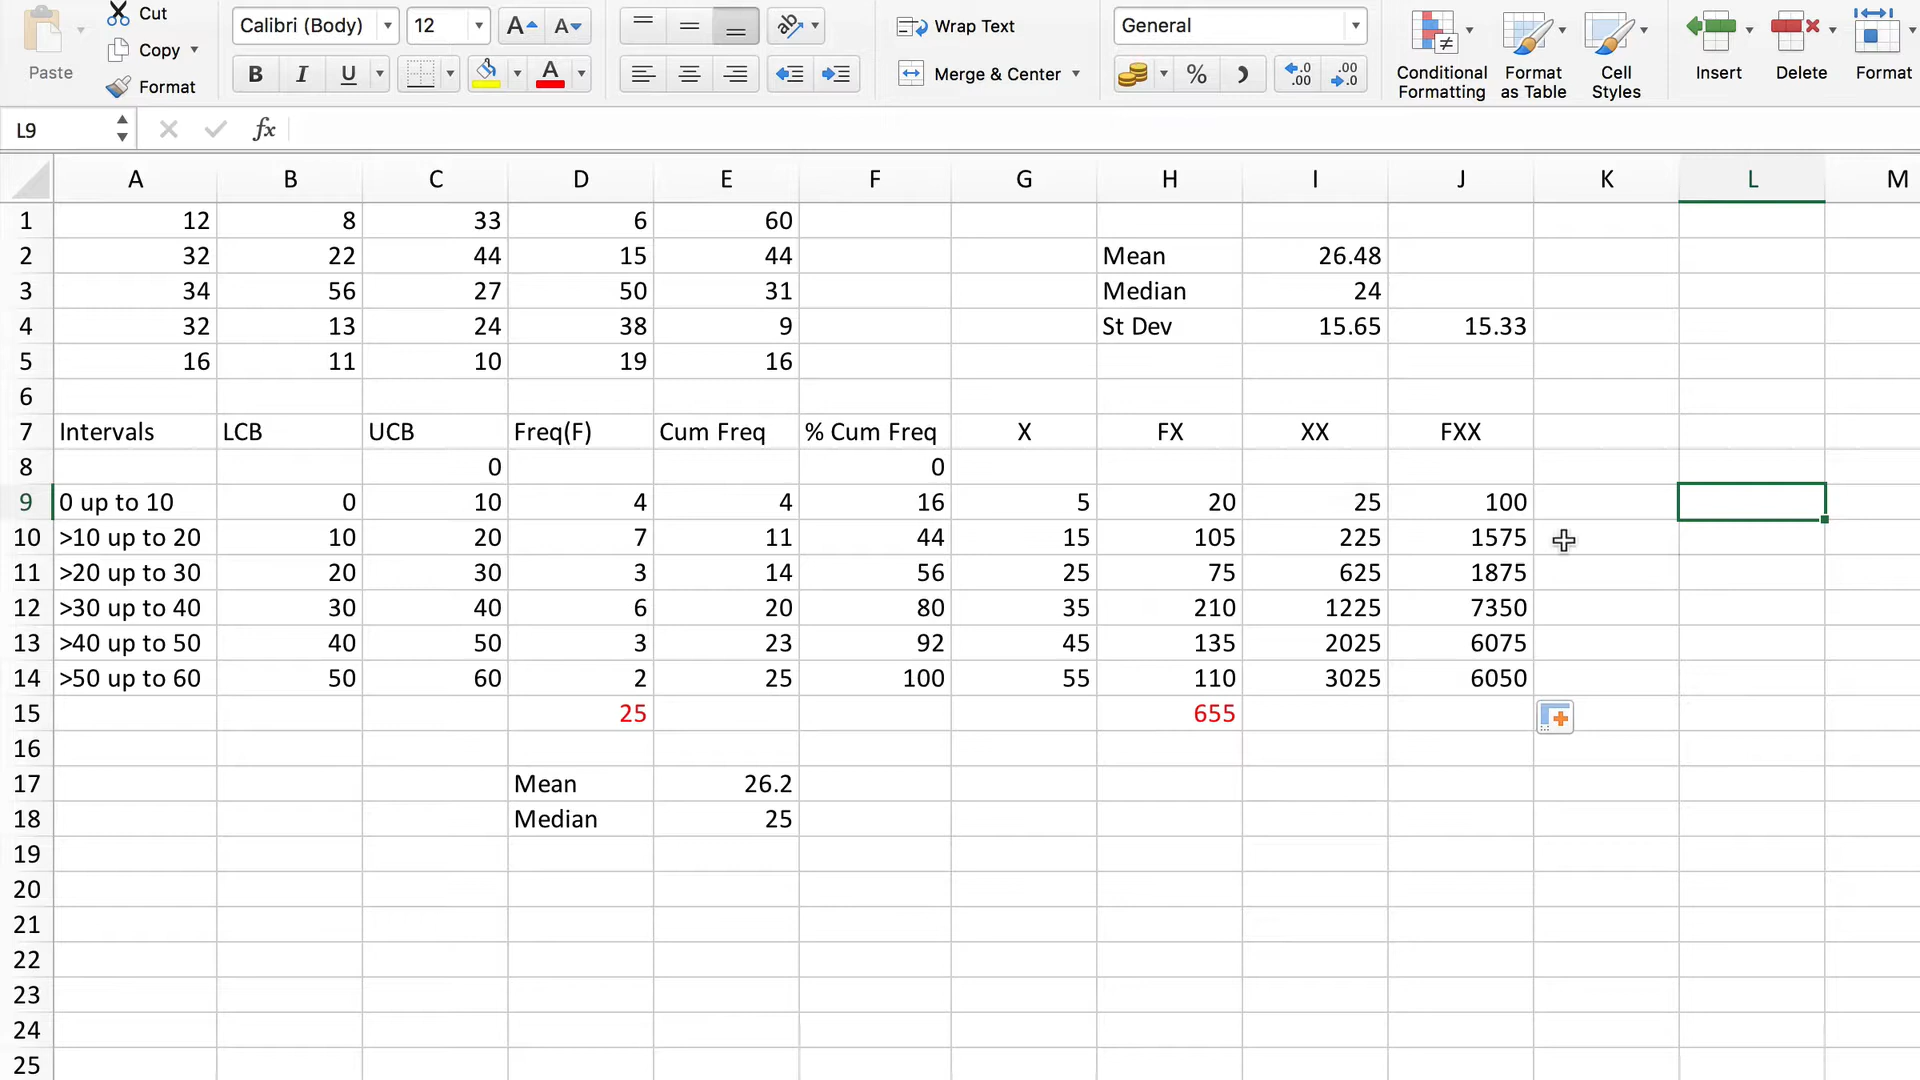 Cut
Copy
Paste
Format
Calibri (Body) 12 A A
B I U A
ab
Wrap Text
Merge & Center
General
% .0 .00 .00 .0
Conditional Formatting
Format as Table
Cell Styles
Insert
Delete
Format
L9 fx
A B C D E F G H I J K L M
1 12 8 33 6 60
2 32 22 44 15 44 Mean 26.48
3 34 56 27 50 31 Median 24
4 32 13 24 38 9 St Dev 15.65 15.33
5 16 11 10 19 16
6
7 Intervals LCB UCB Freq(F) Cum Freq % Cum Freq X FX XX FXX
8 0 0
9 0 up to 10 0 10 4 4 16 5 20 25 100
10 >10 up to 20 10 20 7 11 44 15 105 225 1575
11 >20 up to 30 20 30 3 14 56 25 75 625 1875
12 >30 up to 40 30 40 6 20 80 35 210 1225 7350
13 >40 up to 50 40 50 3 23 92 45 135 2025 6075
14 >50 up to 60 50 60 2 25 100 55 110 3025 6050
15 25 655
16
17 Mean 26.2
18 Median 25
19
20
21
22
23
24
25